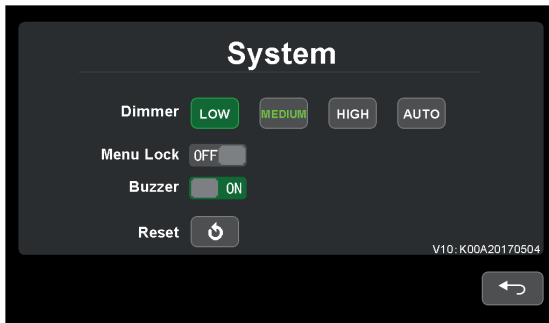 System
Dimmer LOW MEDIUM HIGH AUTO
Menu Lock OFF
Buzzer ON
Reset
V10:K00A20170504